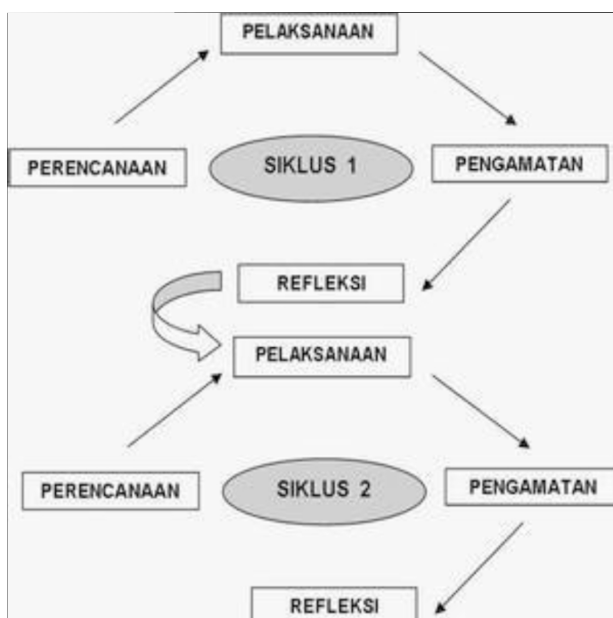 PELAKSANAAN
PERENCANAAN
SIKLUS 1
PENGAMATAN
REFLEKSI
PELAKSANAAN
PERENCANAAN
SIKLUS 2
PENGAMATAN
REFLEKSI